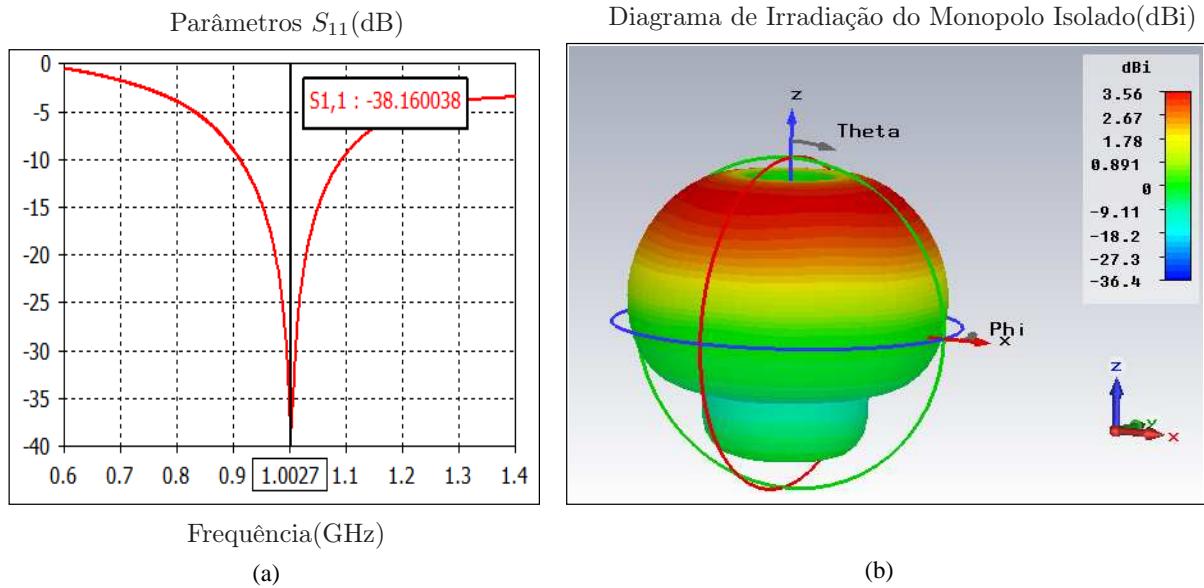 Parâmetros S₁₁(dB)
0
-5
-10
-15
-20
-25
-30
-35
-40
S1,1 : -38.160038
0.6 0.7 0.8 0.9 1.0027 1.1 1.2 1.3 1.4
Frequência(GHz)
(a)
Diagrama de Irradiação do Monopolo Isolado(dBi)
z
Theta
Phi
x
dBi
3.56
2.67
1.78
0.891
0
-9.11
-18.2
-27.3
-36.4
z
y
x
(b)